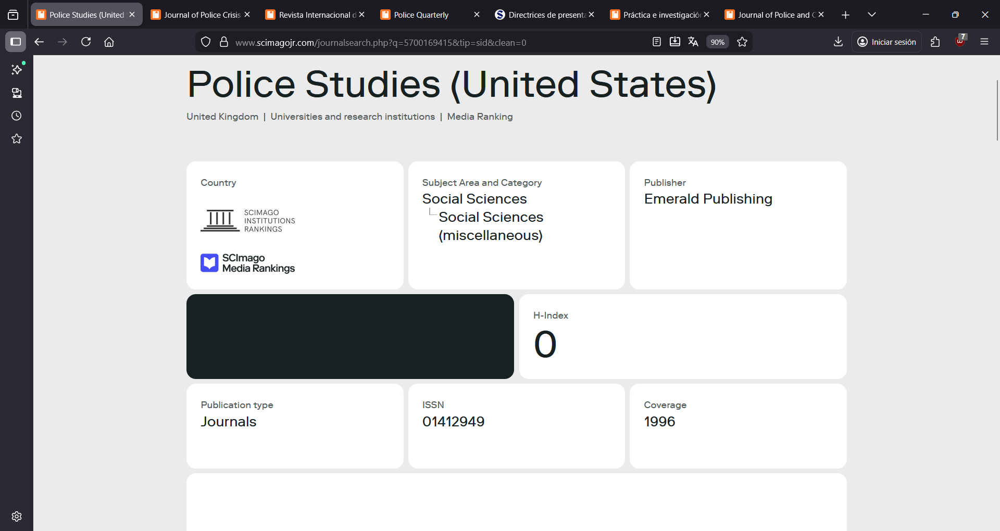 Police Studies (United
Journal of Police Crisis
Revista Internacional d
Police Quarterly
Directrices de presenta
Práctica e investigación
Journal of Police and C
www.scimagojr.com/journalsearch.php?q=5700169415&tip=sid&clean=0
90%
Iniciar sesión
7
Police Studies (United States)
United Kingdom | Universities and research institutions | Media Ranking
Country
SCIMAGO
INSTITUTIONS
RANKINGS
SCImago
Media Rankings
Subject Area and Category
Social Sciences
Social Sciences
(miscellaneous)
Publisher
Emerald Publishing
H-Index
0
Publication type
Journals
ISSN
01412949
Coverage
1996